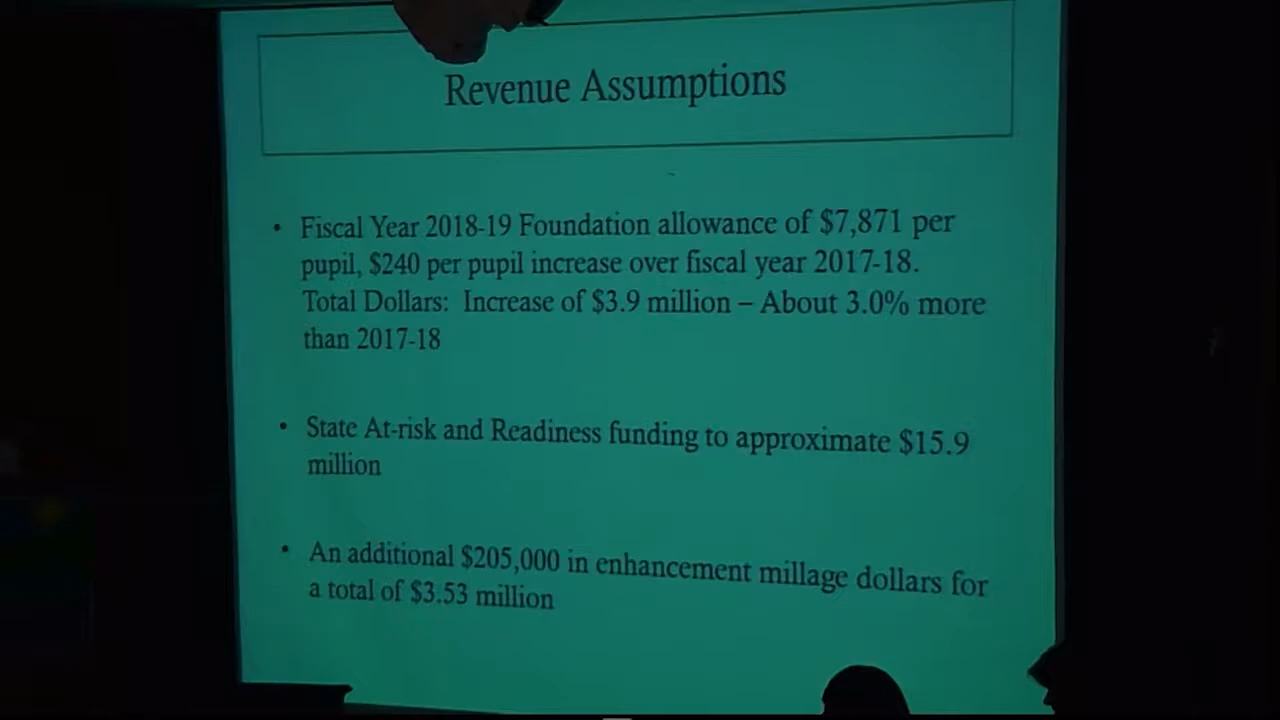 Revenue Assumptions
• Fiscal Year 2018-19 Foundation allowance of $7,871 per
pupil, $240 per pupil increase over fiscal year 2017-18.
Total Dollars: Increase of $3.9 million – About 3.0% more
than 2017-18
• State At-risk and Readiness funding to approximate $15.9
million
• An additional $205,000 in enhancement millage dollars for
a total of $3.53 million